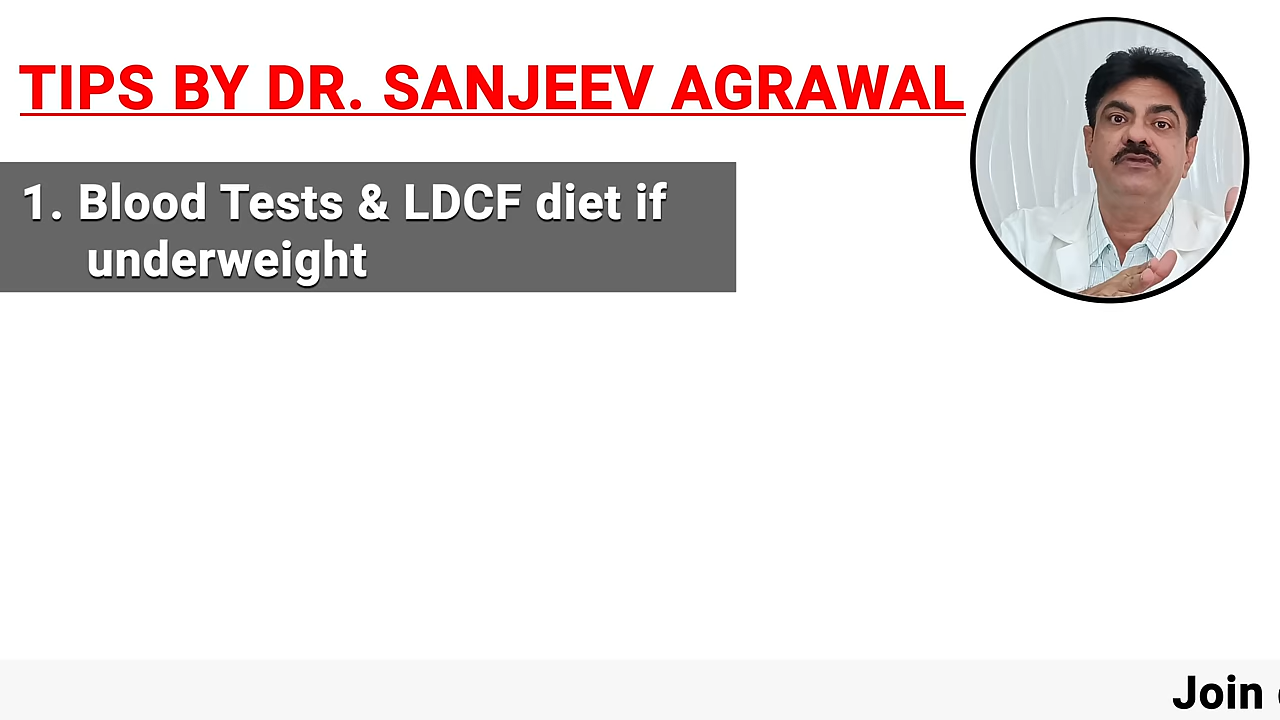 TIPS BY DR. SANJEEV AGRAWAL
1. Blood Tests & LDCF diet if
underweight
Join